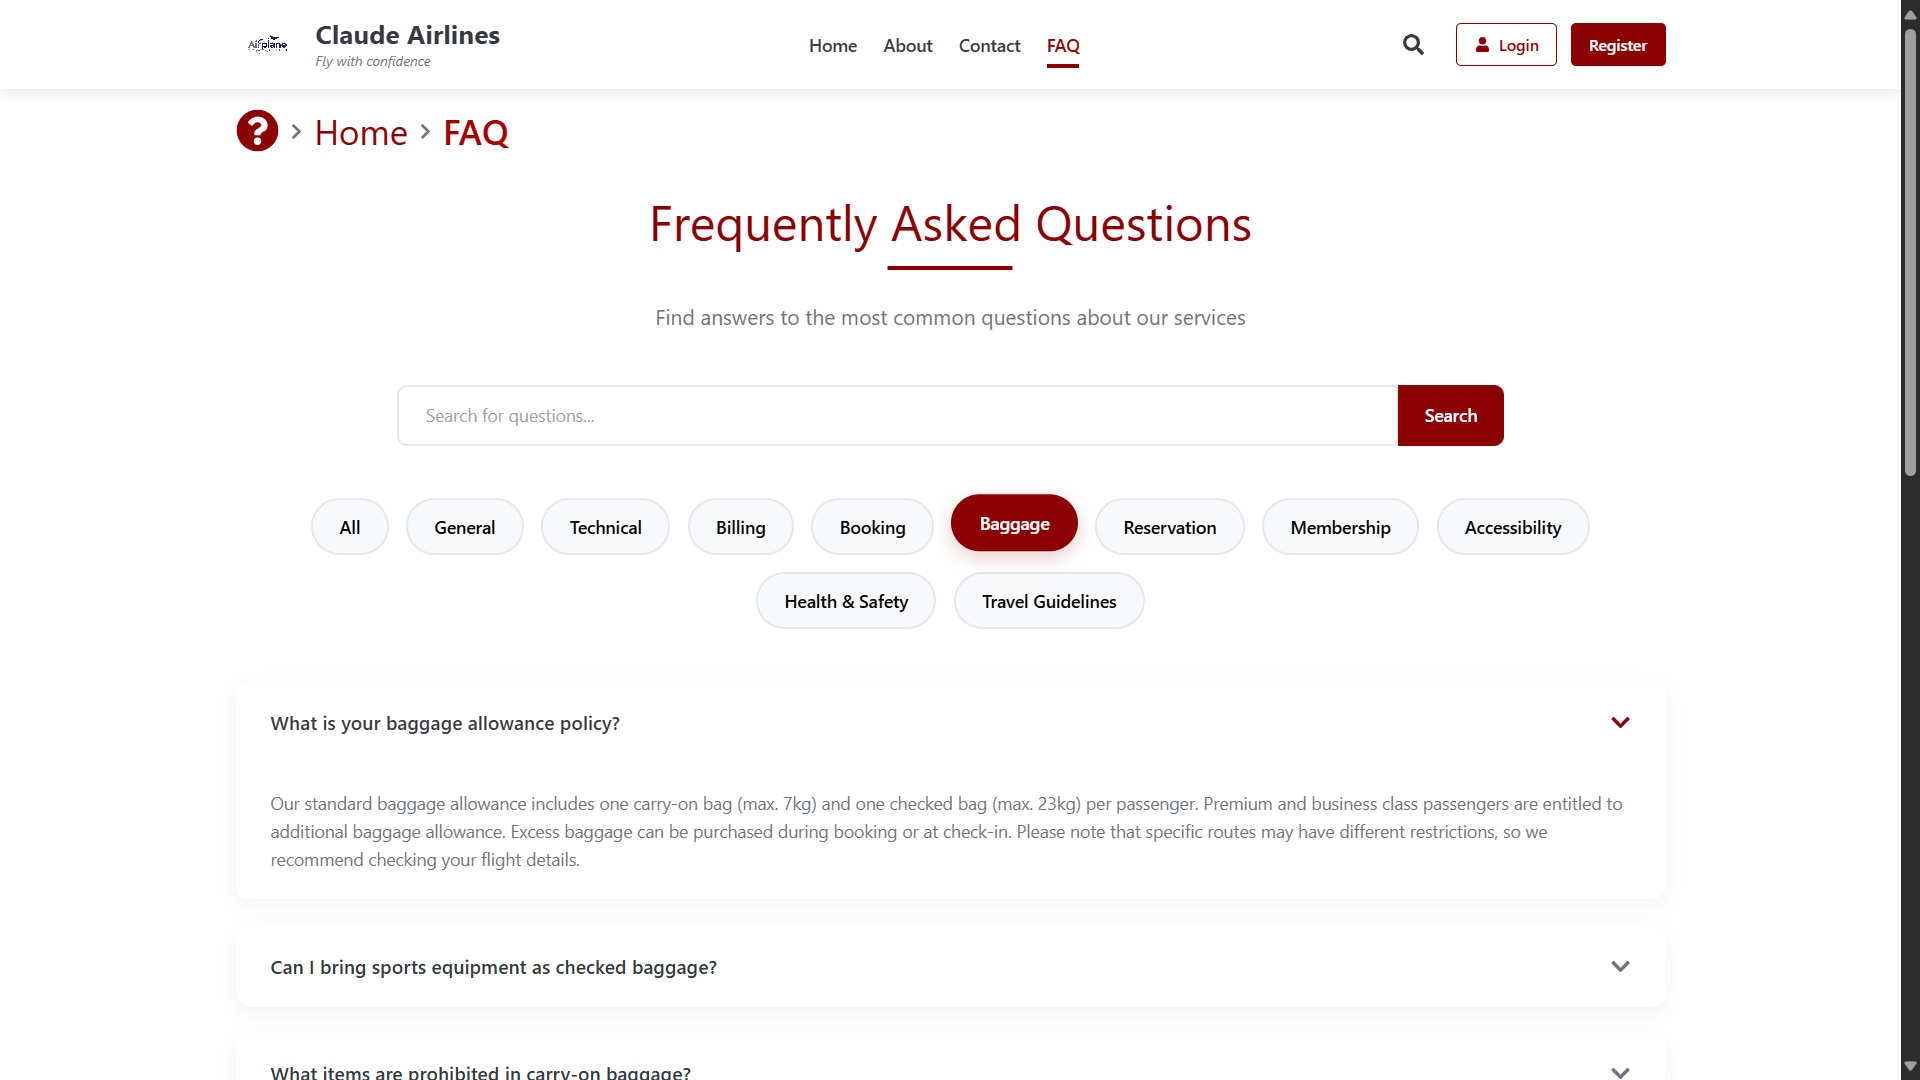 Airplane
Claude Airlines
Fly with confidence
Home
About
Contact
FAQ
Login
Register
Home
FAQ
Frequently Asked Questions
Find answers to the most common questions about our services
Search for questions...
Search
All
General
Technical
Billing
Booking
Baggage
Reservation
Membership
Accessibility
Health & Safety
Travel Guidelines
What is your baggage allowance policy?
Our standard baggage allowance includes one carry-on bag (max. 7kg) and one checked bag (max. 23kg) per passenger. Premium and business class passengers are entitled to
additional baggage allowance. Excess baggage can be purchased during booking or at check-in. Please note that specific routes may have different restrictions, so we
recommend checking your flight details.
Can I bring sports equipment as checked baggage?
What items are prohibited in carry-on baggage?